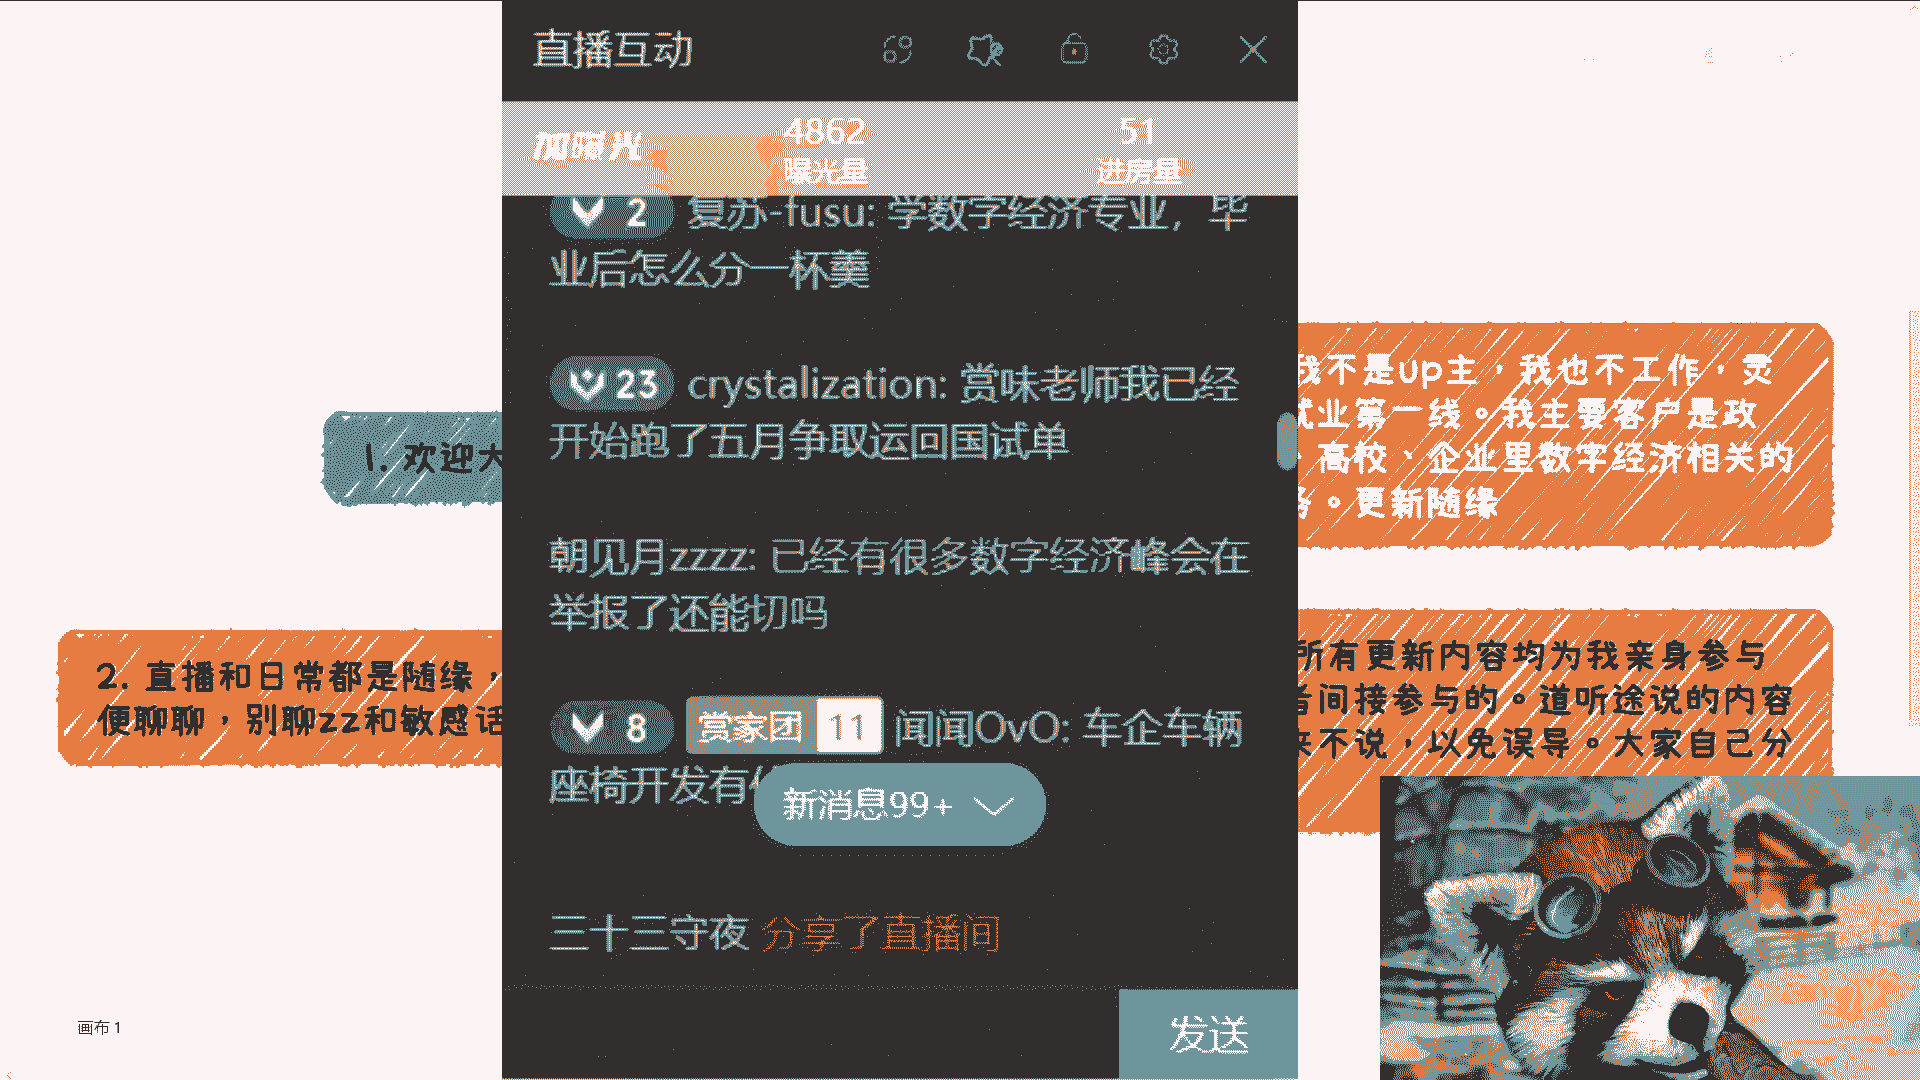 直播互动
加曝光
4862
曝光量
51
进房量
2 复苏-fusu: 学数字经济专业，毕
业后怎么分一杯羹
23 crystalization: 赏味老师我已经
开始跑了五月争取运回国试单
朝见月zzzz: 已经有很多数字经济峰会在
举报了还能切吗
8 赏家团 11 闻闻OvO: 车企车辆
座椅开发有
新消息99+
三十三守夜 分享了直播间
发送
1. 欢迎大
2. 直播和日常都是随缘，
便聊聊，别聊zz和敏感话
我不是up主，我也不工作，灵
业第一线。我主要客户是政
、高校、企业里数字经济相关的
。更新随缘
所有更新内容均为我亲身参与
者间接参与的。道听途说的内容
来不说，以免误导。大家自己分
画布 1